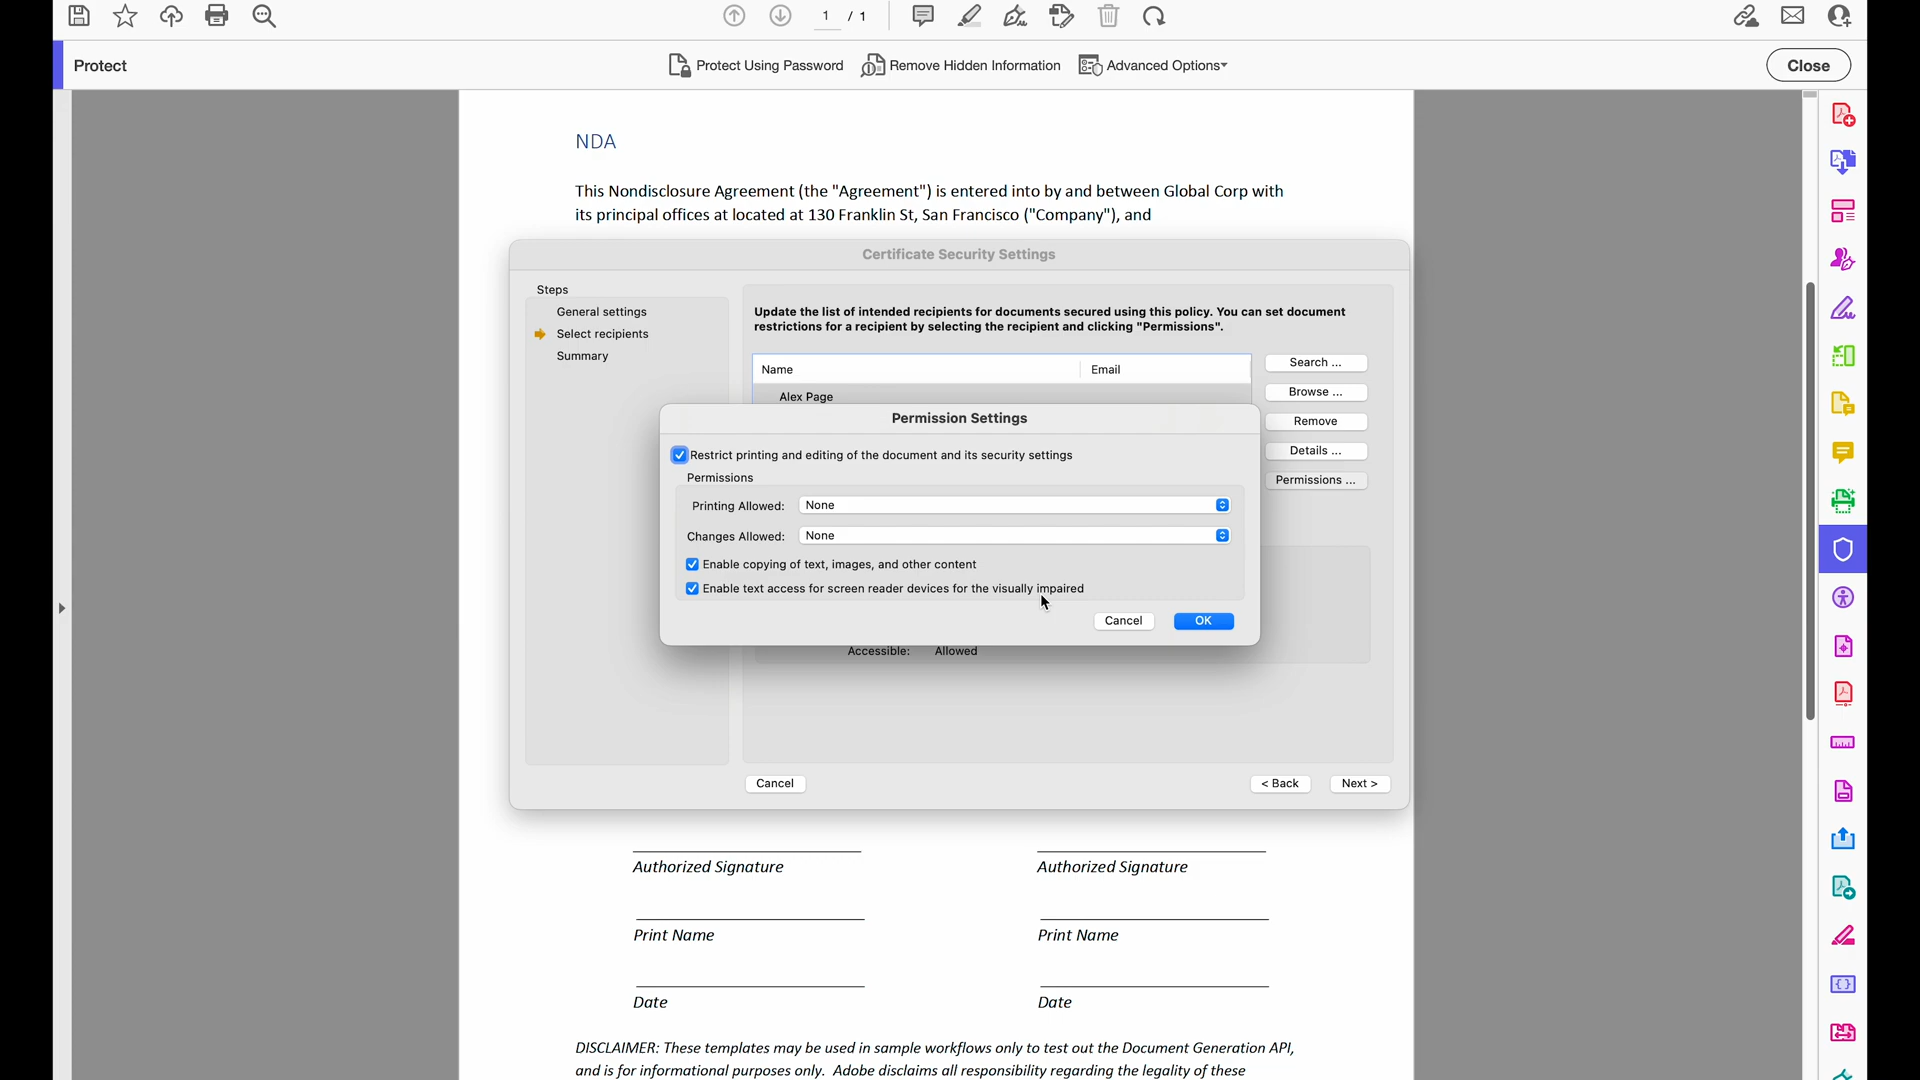 1 / 1
Protect
Protect Using Password
Remove Hidden Information
Advanced Options
Close
NDA
This Nondisclosure Agreement (the "Agreement") is entered into by and between Global Corp with
its principal offices at located at 130 Franklin St, San Francisco ("Company"), and
Certificate Security Settings
Steps
General settings
Select recipients
Summary
Update the list of intended recipients for documents secured using this policy. You can set document
restrictions for a recipient by selecting the recipient and clicking "Permissions".
Name Email
Alex Page
Search ...
Browse ...
Remove
Details ...
Permissions ...
Permission Settings
Restrict printing and editing of the document and its security settings
Permissions
Printing Allowed: None
Changes Allowed: None
Enable copying of text, images, and other content
Enable text access for screen reader devices for the visually impaired
Cancel OK
Accessible: Allowed
Cancel < Back Next >
Authorized Signature Authorized Signature
Print Name Print Name
Date Date
DISCLAIMER: These templates may be used in sample workflows only to test out the Document Generation API,
and is for informational purposes only. Adobe disclaims all responsibility regarding the legality of these